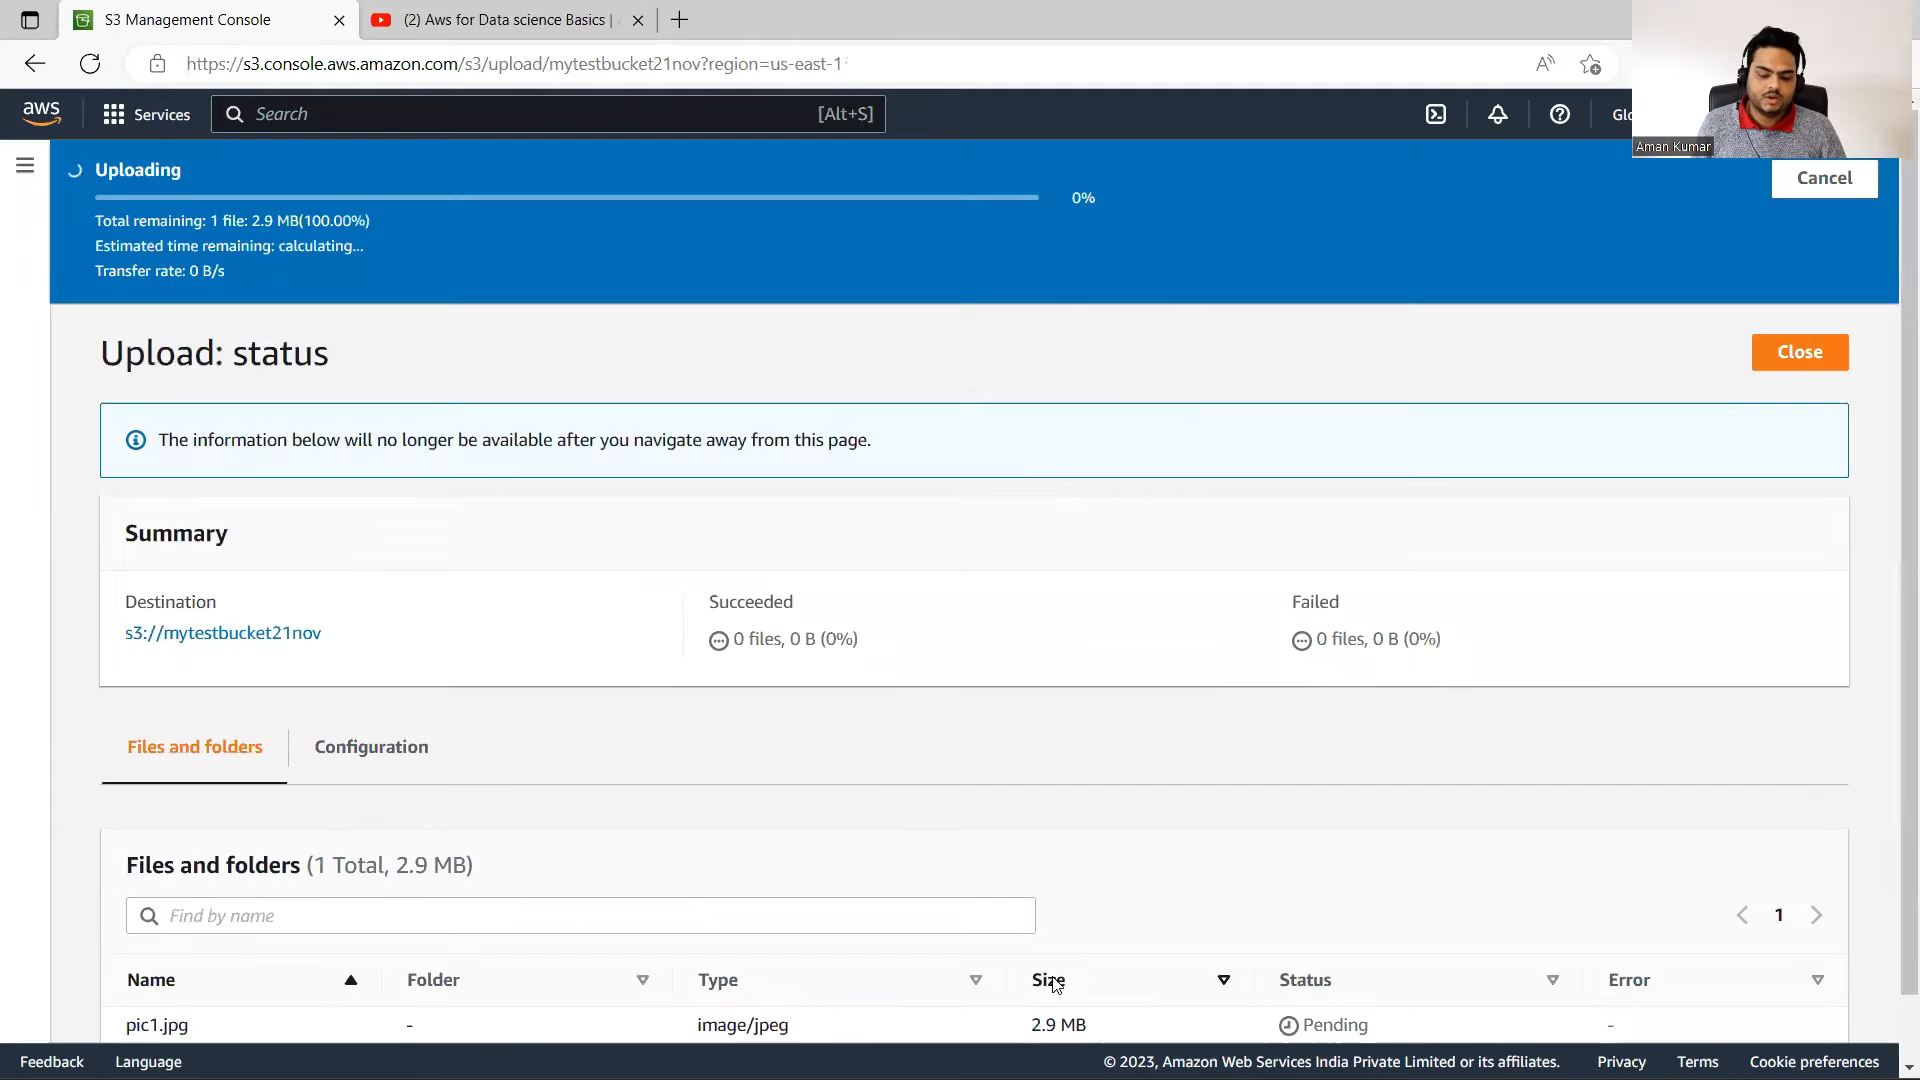 S3 Management Console
(2) Aws for Data science Basics |
https://s3.console.aws.amazon.com/s3/upload/mytestbucket21nov?region=us-east-1
aws
Services
Search
[Alt+S]
Aman Kumar
Uploading
0%
Cancel
Total remaining: 1 file: 2.9 MB(100.00%)
Estimated time remaining: calculating...
Transfer rate: 0 B/s
Upload: status
Close
The information below will no longer be available after you navigate away from this page.
Summary
Destination
Succeeded
Failed
s3://mytestbucket21nov
0 files, 0 B (0%)
0 files, 0 B (0%)
Files and folders
Configuration
Files and folders (1 Total, 2.9 MB)
Find by name
1
Name
Folder
Type
Size
Status
Error
pic1.jpg
-
image/jpeg
2.9 MB
Pending
-
Feedback
Language
© 2023, Amazon Web Services India Private Limited or its affiliates.
Privacy
Terms
Cookie preferences